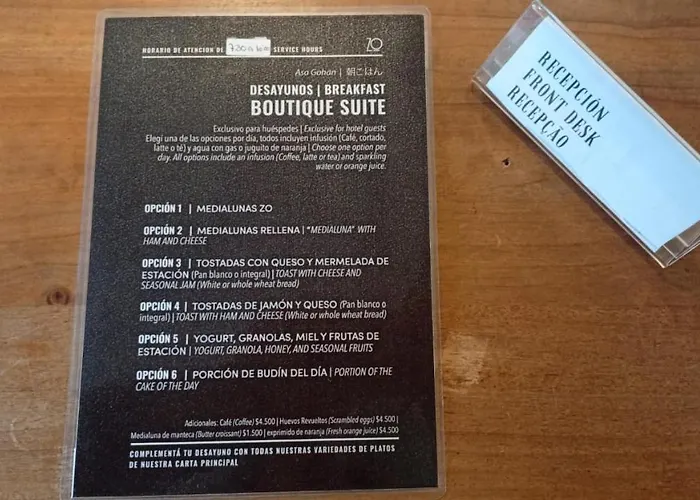 HORARIO DE ATENCION DE 7:30 a SERVICE HOURS
ZO
Asa Gohan | 朝ごはん
DESAYUNOS | BREAKFAST
BOUTIQUE SUITE
Exclusivo para huéspedes | Exclusive for hotel guests
Elegí una de las opciones por día, todos incluyen infusión (Café, cortado,
latte o té) y agua con gas o juguito de naranja | Choose one option per
day. All options include an infusion (Coffee, latte or tea) and sparkling
water or orange juice.
OPCIÓN 1 | MEDIALUNAS ZO
OPCIÓN 2 | MEDIALUNAS RELLENA | "MEDIALUNA" WITH
HAM AND CHEESE
OPCIÓN 3 | TOSTADAS CON QUESO Y MERMELADA DE
ESTACIÓN (Pan blanco o integral) | TOAST WITH CHEESE AND
SEASONAL JAM (White or whole wheat bread)
OPCIÓN 4 | TOSTADAS DE JAMÓN Y QUESO (Pan blanco o
integral) | TOAST WITH HAM AND CHEESE (White or whole wheat bread)
OPCIÓN 5 | YOGURT, GRANOLAS, MIEL Y FRUTAS DE
ESTACIÓN | YOGURT, GRANOLA, HONEY, AND SEASONAL FRUITS
OPCIÓN 6 | PORCIÓN DE BUDÍN DEL DÍA | PORTION OF THE
CAKE OF THE DAY
Adicionales: Café (Coffee) $4.500 | Huevos Revueltos (Scrambled eggs) $4.500 |
Medialuna de manteca (Butter croissant) $1.500 | exprimido de naranja (Fresh orange juice) $4.500
COMPLEMENTÁ TU DESAYUNO CON TODAS NUESTRAS VARIEDADES DE PLATOS
DE NUESTRA CARTA PRINCIPAL
RECEPCIÓN
FRONT DESK
RECEPÇÃO